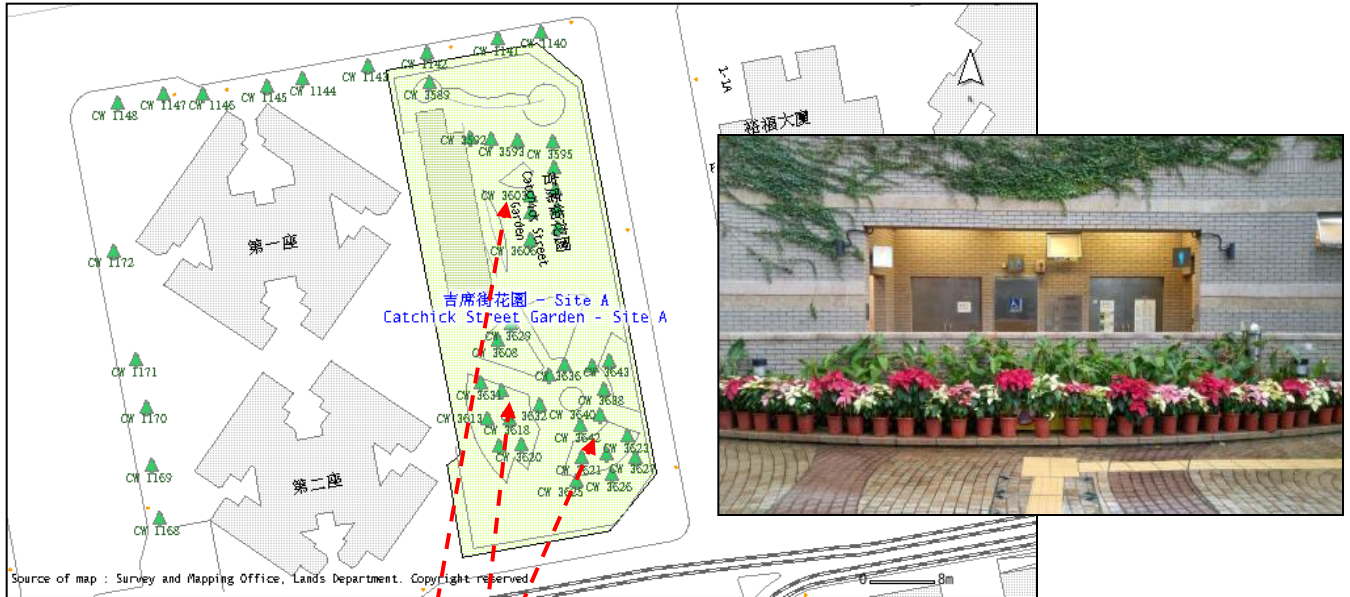 CW 1140
CW 1141
CW 1142
CW 1143
CW 1144
CW 1145
CW 1146
CW 1147
CW 1148
CW 3589
1-1A
裕福大廈
CW 3592
CW 3593
CW 3595
CW 3603
吉席街花園
Catchick Street
Garden
CW 3606
第一座
CW 1172
吉席街花園 - Site A
Catchick Street Garden - Site A
CW 3629
CW 3608
CW 1171
CW 3636
CW 3643
CW 3631
CW 3638
CW 1170
CW 3613
CW 3632
CW 3640
CW 3618
CW 3642
CW 3620
CW 3623
CW 1169
CW 3621
CW 3627
第二座
CW 3625
CW 3626
CW 1168
Source of map : Survey and Mapping Office, Lands Department. Copyright reserved
0
8m